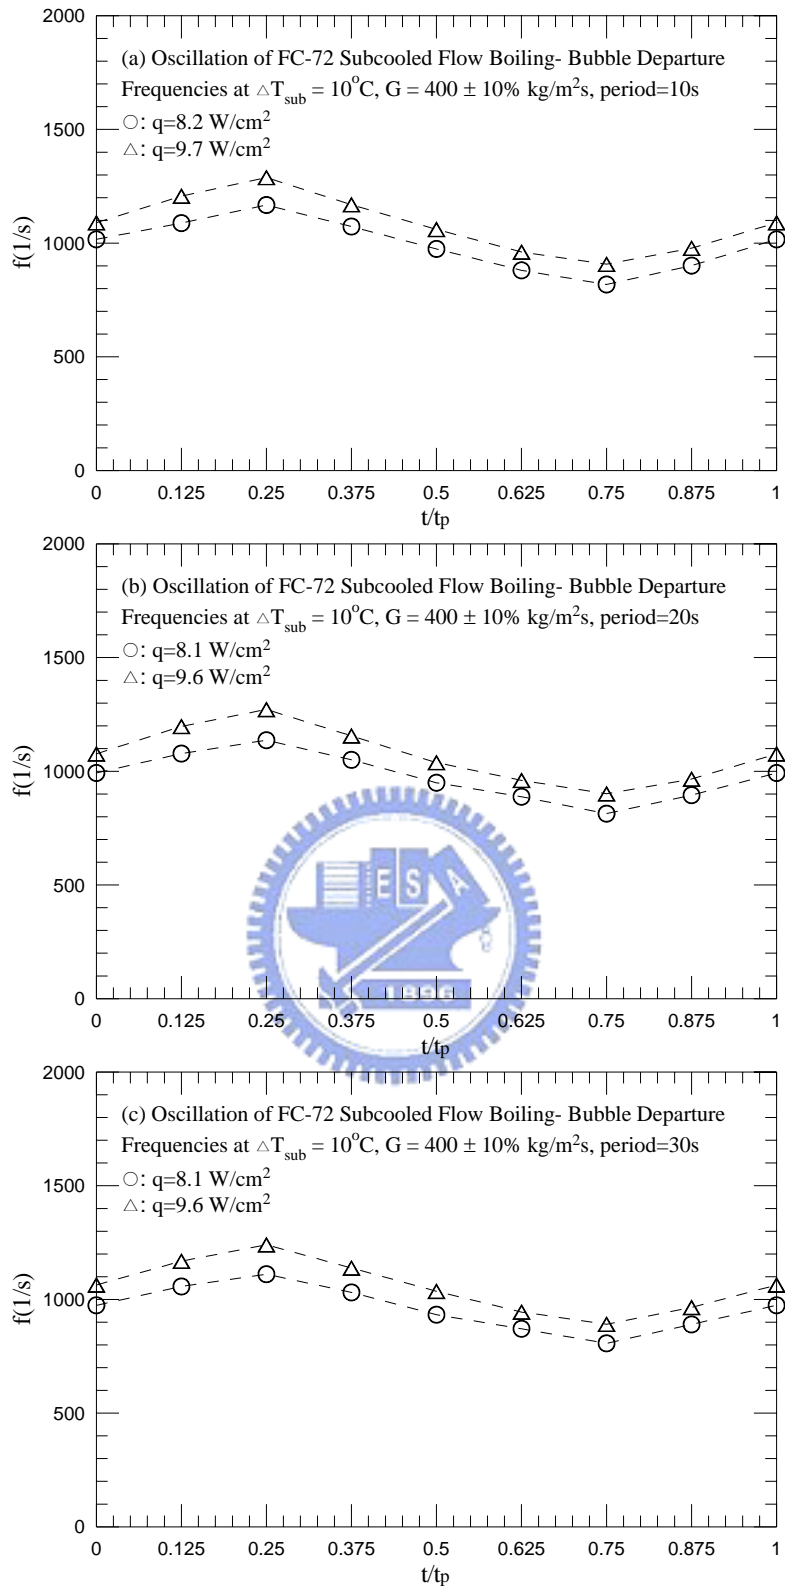 2000
(a) Oscillation of FC-72 Subcooled Flow Boiling- Bubble Departure
Frequencies at △Tsub = 10°C, G = 400 ± 10% kg/m²s, period=10s
○: q=8.2 W/cm²
△: q=9.7 W/cm²
1500
1000
500
0
f(1/s)
0 0.125 0.25 0.375 0.5 0.625 0.75 0.875 1
t/tp
2000
(b) Oscillation of FC-72 Subcooled Flow Boiling- Bubble Departure
Frequencies at △Tsub = 10°C, G = 400 ± 10% kg/m²s, period=20s
○: q=8.1 W/cm²
△: q=9.6 W/cm²
1500
1000
500
0
f(1/s)
E S A
1896
0 0.125 0.25 0.375 0.5 0.625 0.75 0.875 1
t/tp
2000
(c) Oscillation of FC-72 Subcooled Flow Boiling- Bubble Departure
Frequencies at △Tsub = 10°C, G = 400 ± 10% kg/m²s, period=30s
○: q=8.1 W/cm²
△: q=9.6 W/cm²
1500
1000
500
0
f(1/s)
0 0.125 0.25 0.375 0.5 0.625 0.75 0.875 1
t/tp